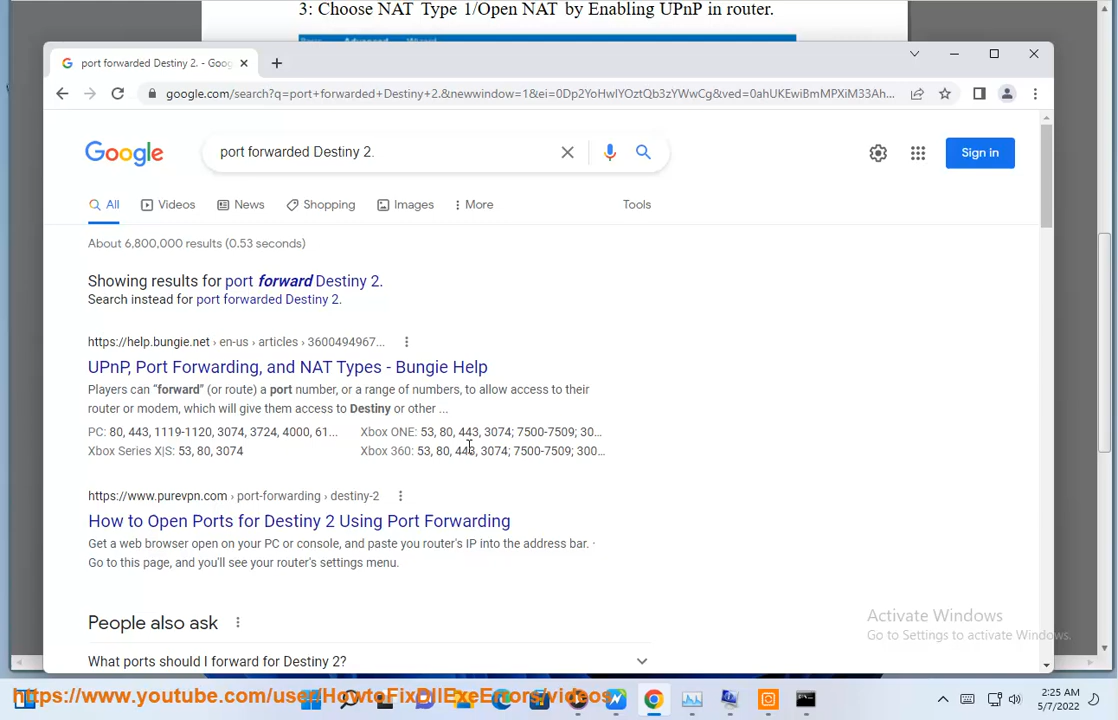 3: Choose NAT Type 1/Open NAT by Enabling UPnP in router.
port forwarded Destiny 2. - Goog
google.com/search?q=port+forwarded+Destiny+2.&newwindow=1&ei=0Dp2YoHwIYOztQb3zYWwCg&ved=0ahUKEwiBmMPXiM33Ah...
Google
port forwarded Destiny 2.
Sign in
All
Videos
News
Shopping
Images
More
Tools
About 6,800,000 results (0.53 seconds)
Showing results for port forward Destiny 2.
Search instead for port forwarded Destiny 2.
https://help.bungie.net › en-us › articles › 3600494967...
UPnP, Port Forwarding, and NAT Types - Bungie Help
Players can "forward" (or route) a port number, or a range of numbers, to allow access to their
router or modem, which will give them access to Destiny or other ...
PC: 80, 443, 1119-1120, 3074, 3724, 4000, 61...
Xbox ONE: 53, 80, 443, 3074; 7500-7509; 30...
Xbox Series X|S: 53, 80, 3074
Xbox 360: 53, 80, 443, 3074; 7500-7509; 300...
https://www.purevpn.com › port-forwarding › destiny-2
How to Open Ports for Destiny 2 Using Port Forwarding
Get a web browser open on your PC or console, and paste you router's IP into the address bar. ·
Go to this page, and you'll see your router's settings menu.
People also ask
What ports should I forward for Destiny 2?
Activate Windows
Go to Settings to activate Windows.
https://www.youtube.com/user/HowtoFixDllExeErrors/videos
2:25 AM
5/7/2022